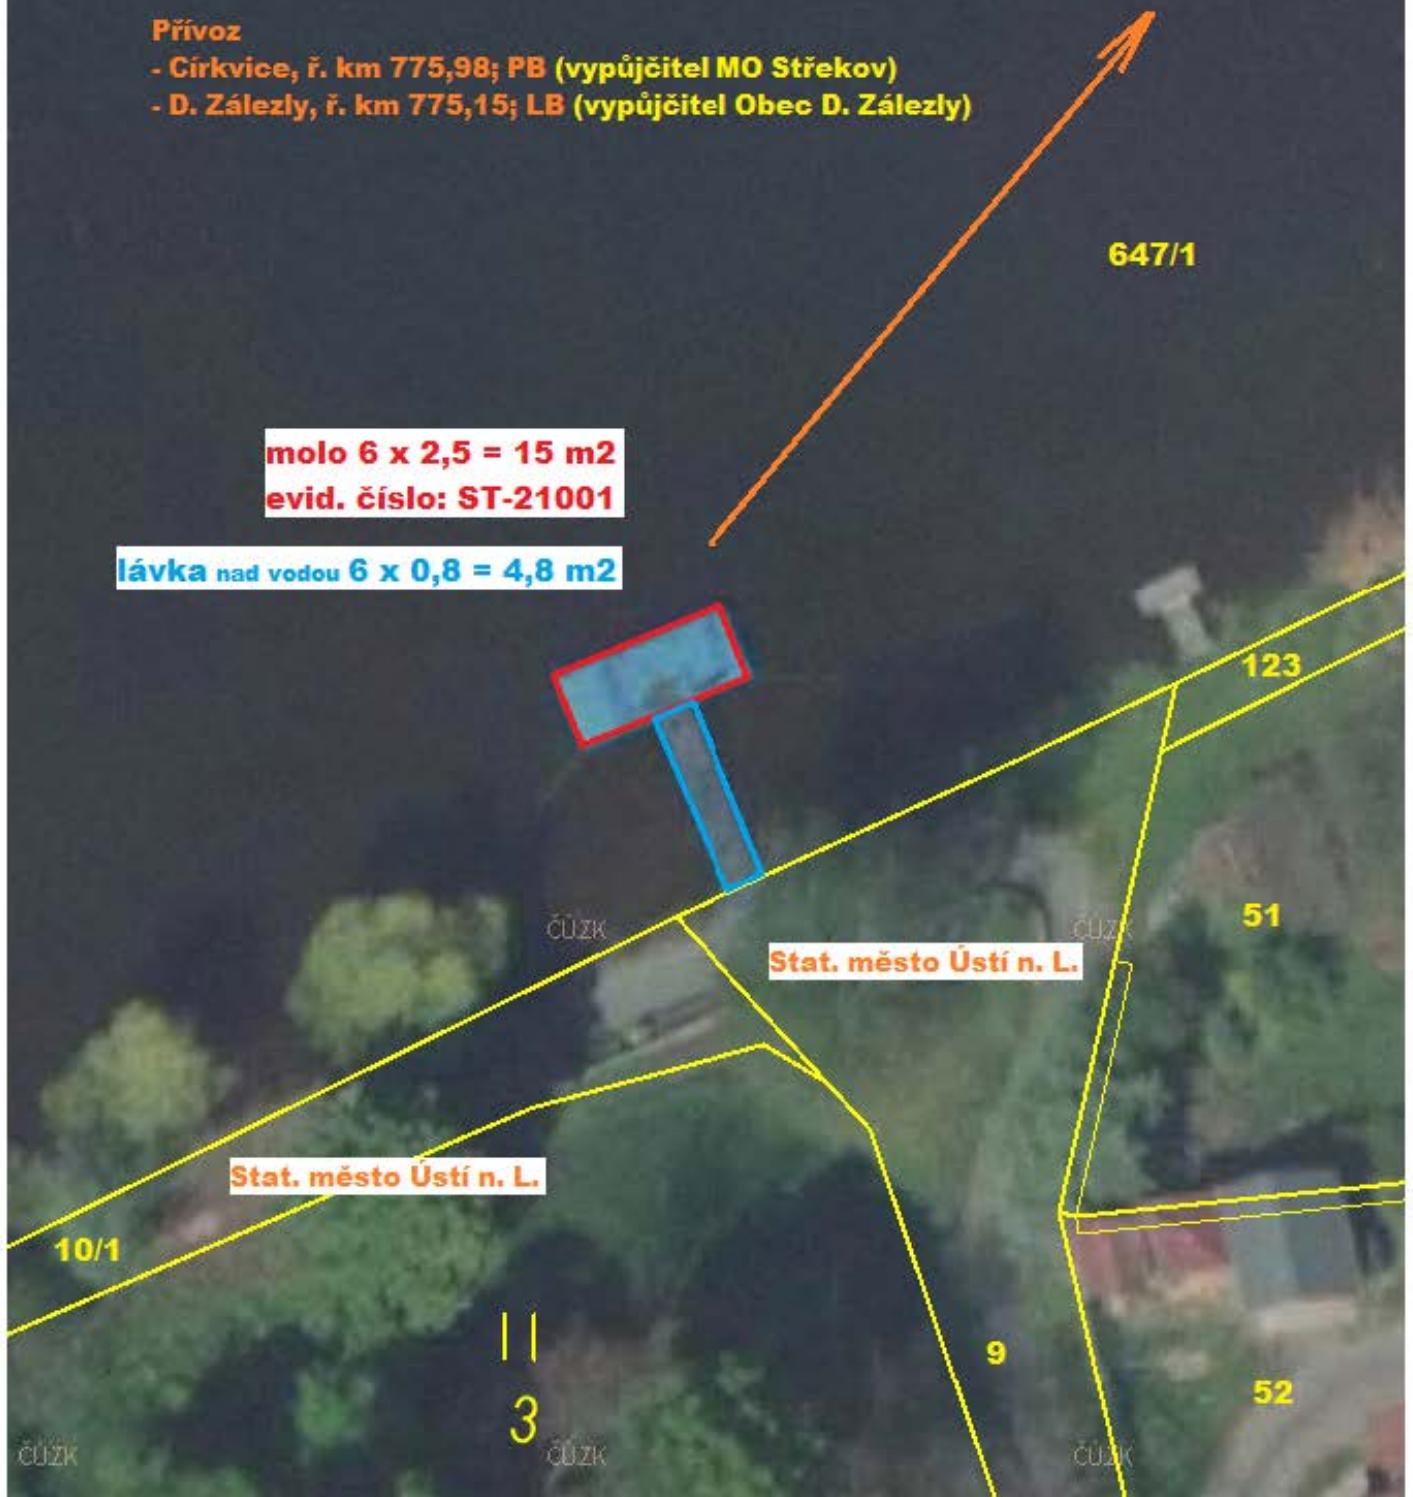 Přívoz
- Církvice, ř. km 775,98; PB (vypůjčitel MO Střekov)
- D. Zálezly, ř. km 775,15; LB (vypůjčitel Obec D. Zálezly)
647/1
molo 6 x 2,5 = 15 m2
evid. číslo: ST-21001
lávka nad vodou 6 x 0,8 = 4,8 m2
123
51
ČÚZK
ČÚZK
Stat. město Ústí n. L.
Stat. město Ústí n. L.
10/1
9
52
3
ČÚZK
ČÚZK
ČÚZK